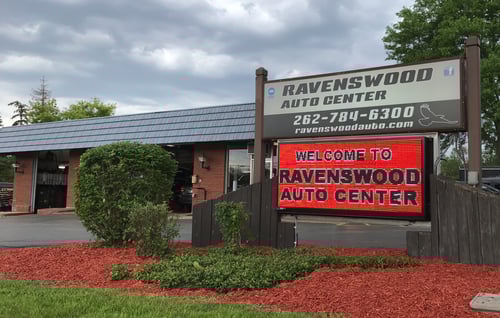 RAVENSWOOD
AUTO CENTER
262-784-6300
ravenswoodauto.com
WELCOME TO
RAVENSWOOD
AUTO CENTER